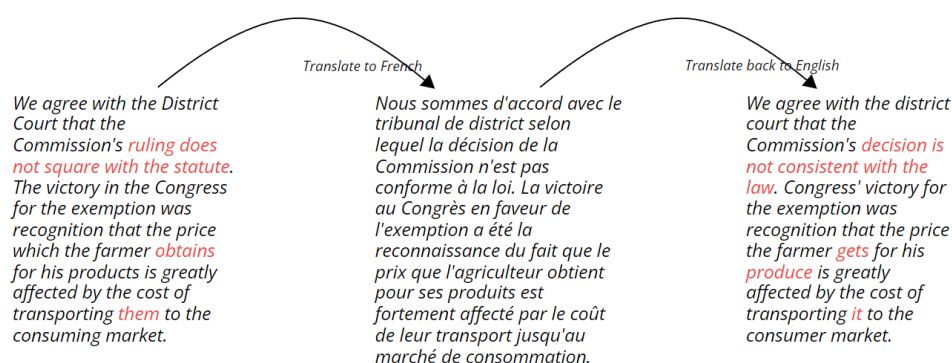 Translate to French
Translate back to English
We agree with the District
Court that the
Commission's ruling does
not square with the statute.
The victory in the Congress
for the exemption was
recognition that the price
which the farmer obtains
for his products is greatly
affected by the cost of
transporting them to the
consuming market.
Nous sommes d'accord avec le
tribunal de district selon
lequel la décision de la
Commission n'est pas
conforme à la loi. La victoire
au Congrès en faveur de
l'exemption a été la
reconnaissance du fait que le
prix que l'agriculteur obtient
pour ses produits est
fortement affecté par le coût
de leur transport jusqu'au
marché de consommation.
We agree with the district
court that the
Commission's decision is
not consistent with the
law. Congress' victory for
the exemption was
recognition that the price
the farmer gets for his
produce is greatly
affected by the cost of
transporting it to the
consumer market.